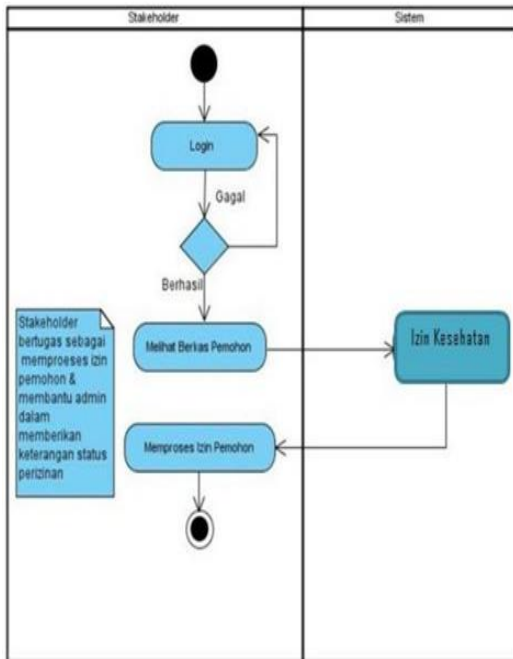 Stakeholder
Sistem
Login
Gagal
Berhasil
Melihat Berkas Pemohon
Izin Kesehatan
Stakeholder
bertugas sebagai
memproeses izin
pemohon &
membantu admin
dalam
memberikan
keterangan status
perizinan
Memproses Izin Pemohon